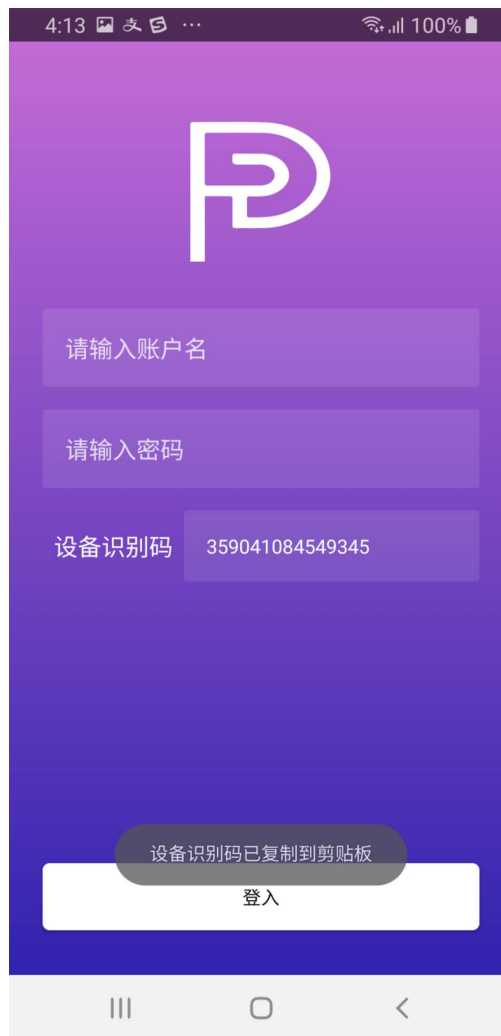 4:13 支 S ··· 100%
请输入账户名
请输入密码
设备识别码 359041084549345
设备识别码已复制到剪贴板
登入